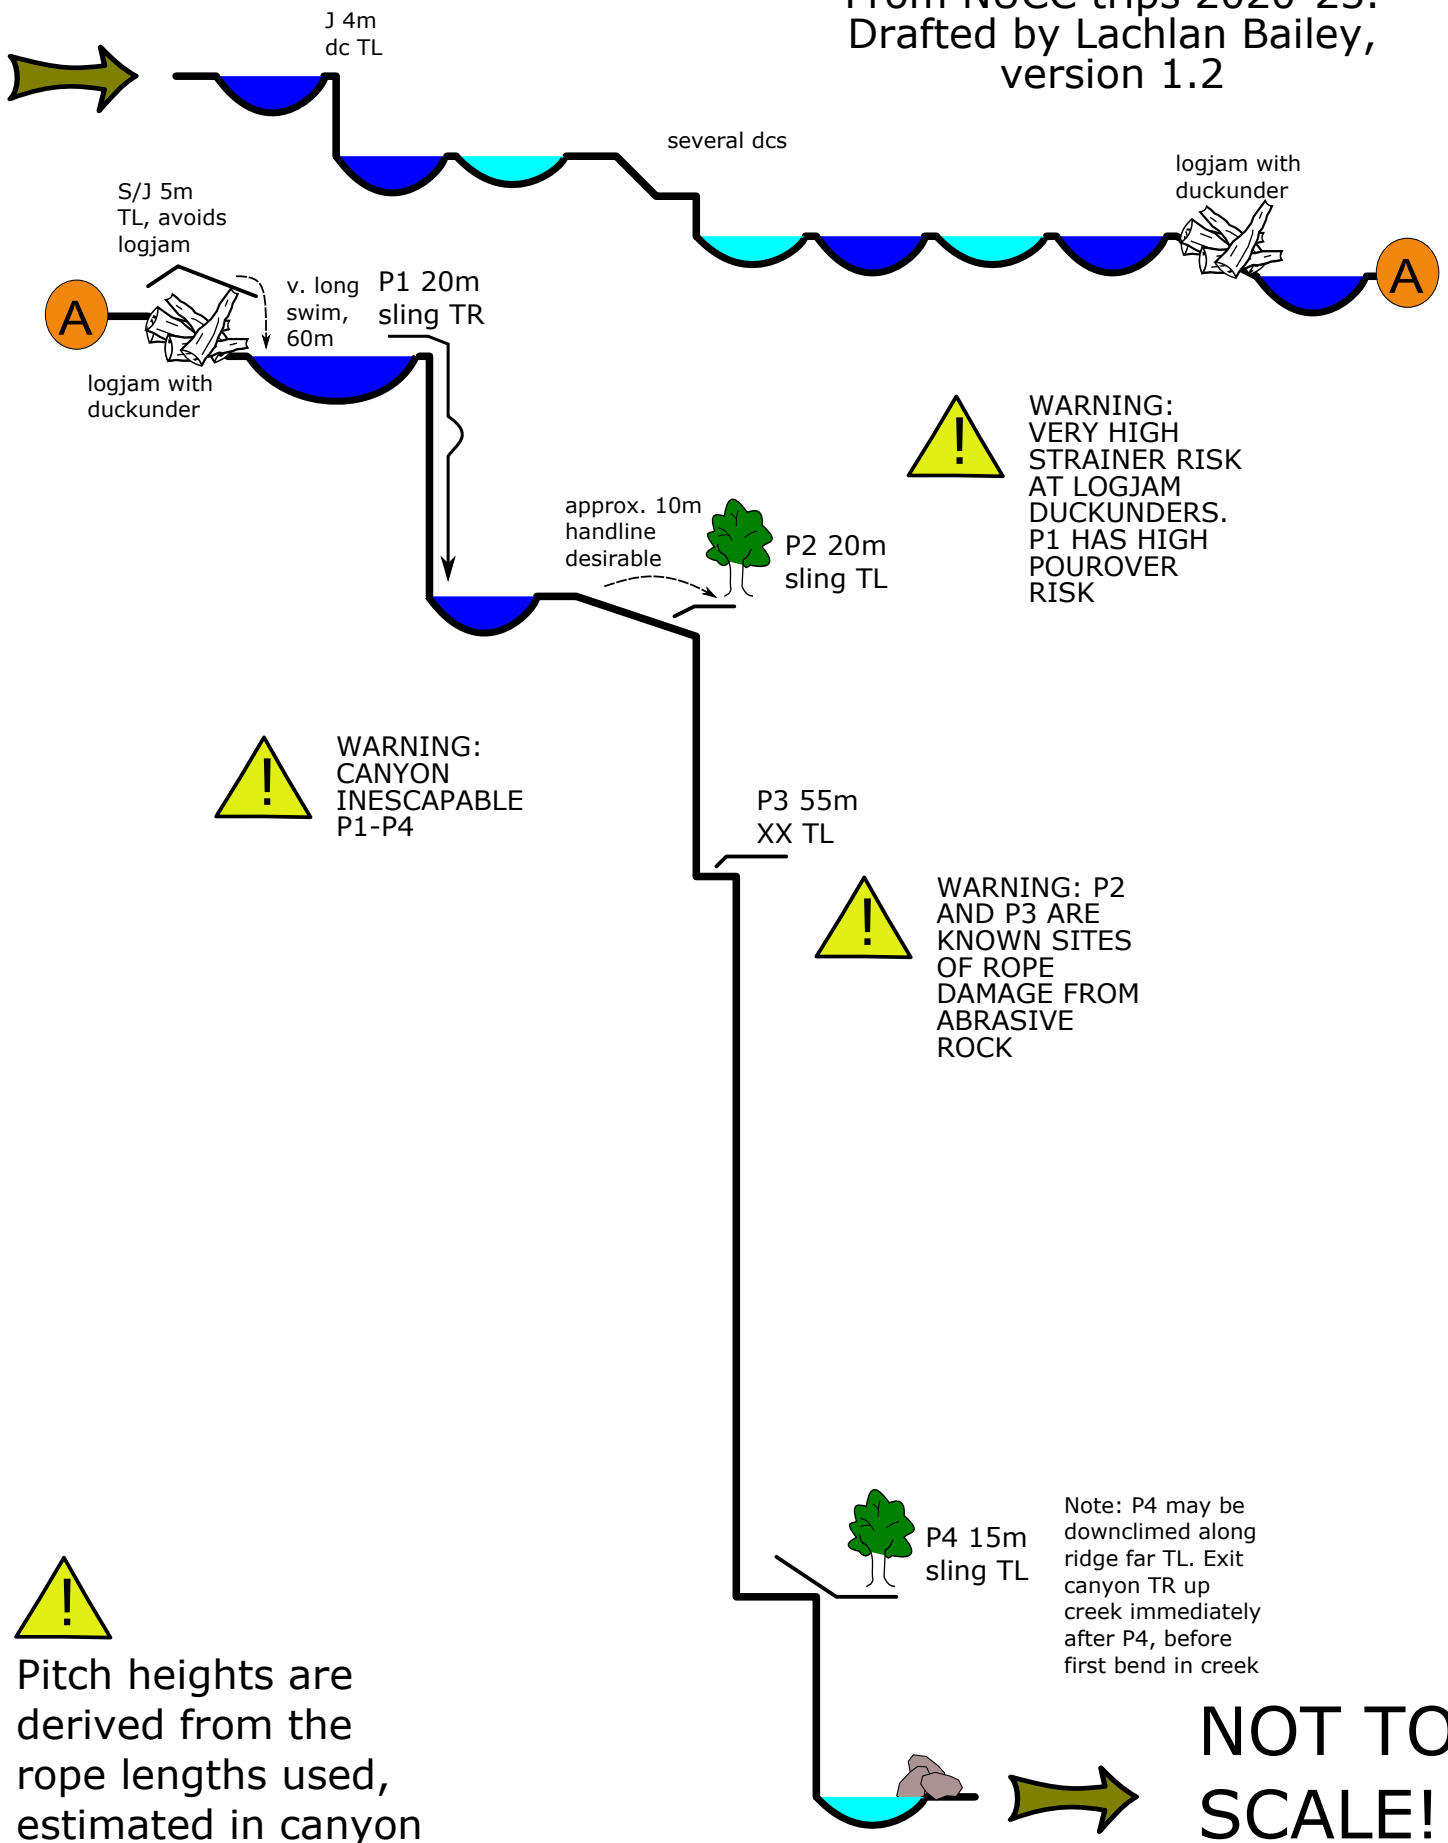 From NUCC trips 2020-23.
Drafted by Lachlan Bailey,
version 1.2
J 4m
dc TL
several dcs
logjam with
duckunder
A
S/J 5m
TL, avoids
logjam
A
v. long
swim,
60m
P1 20m
sling TR
logjam with
duckunder
!
WARNING:
VERY HIGH
STRAINER RISK
AT LOGJAM
DUCKUNDERS.
P1 HAS HIGH
POUROVER
RISK
approx. 10m
handline
desirable
P2 20m
sling TL
!
WARNING:
CANYON
INESCAPABLE
P1-P4
P3 55m
XX TL
!
WARNING: P2
AND P3 ARE
KNOWN SITES
OF ROPE
DAMAGE FROM
ABRASIVE
ROCK
P4 15m
sling TL
Note: P4 may be
downclimed along
ridge far TL. Exit
canyon TR up
creek immediately
after P4, before
first bend in creek
!
Pitch heights are
derived from the
rope lengths used,
estimated in canyon
NOT TO
SCALE!